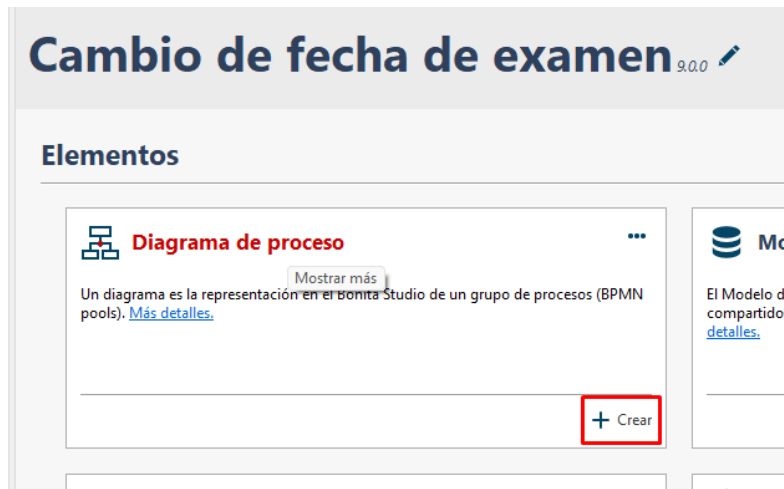 Cambio de fecha de examen 9.0.0
Elementos
Diagrama de proceso
Mostrar más
Un diagrama es la representación en el Bonita Studio de un grupo de procesos (BPMN
pools). Más detalles.
+ Crear
Mo
El Modelo d
compartido
detalles.